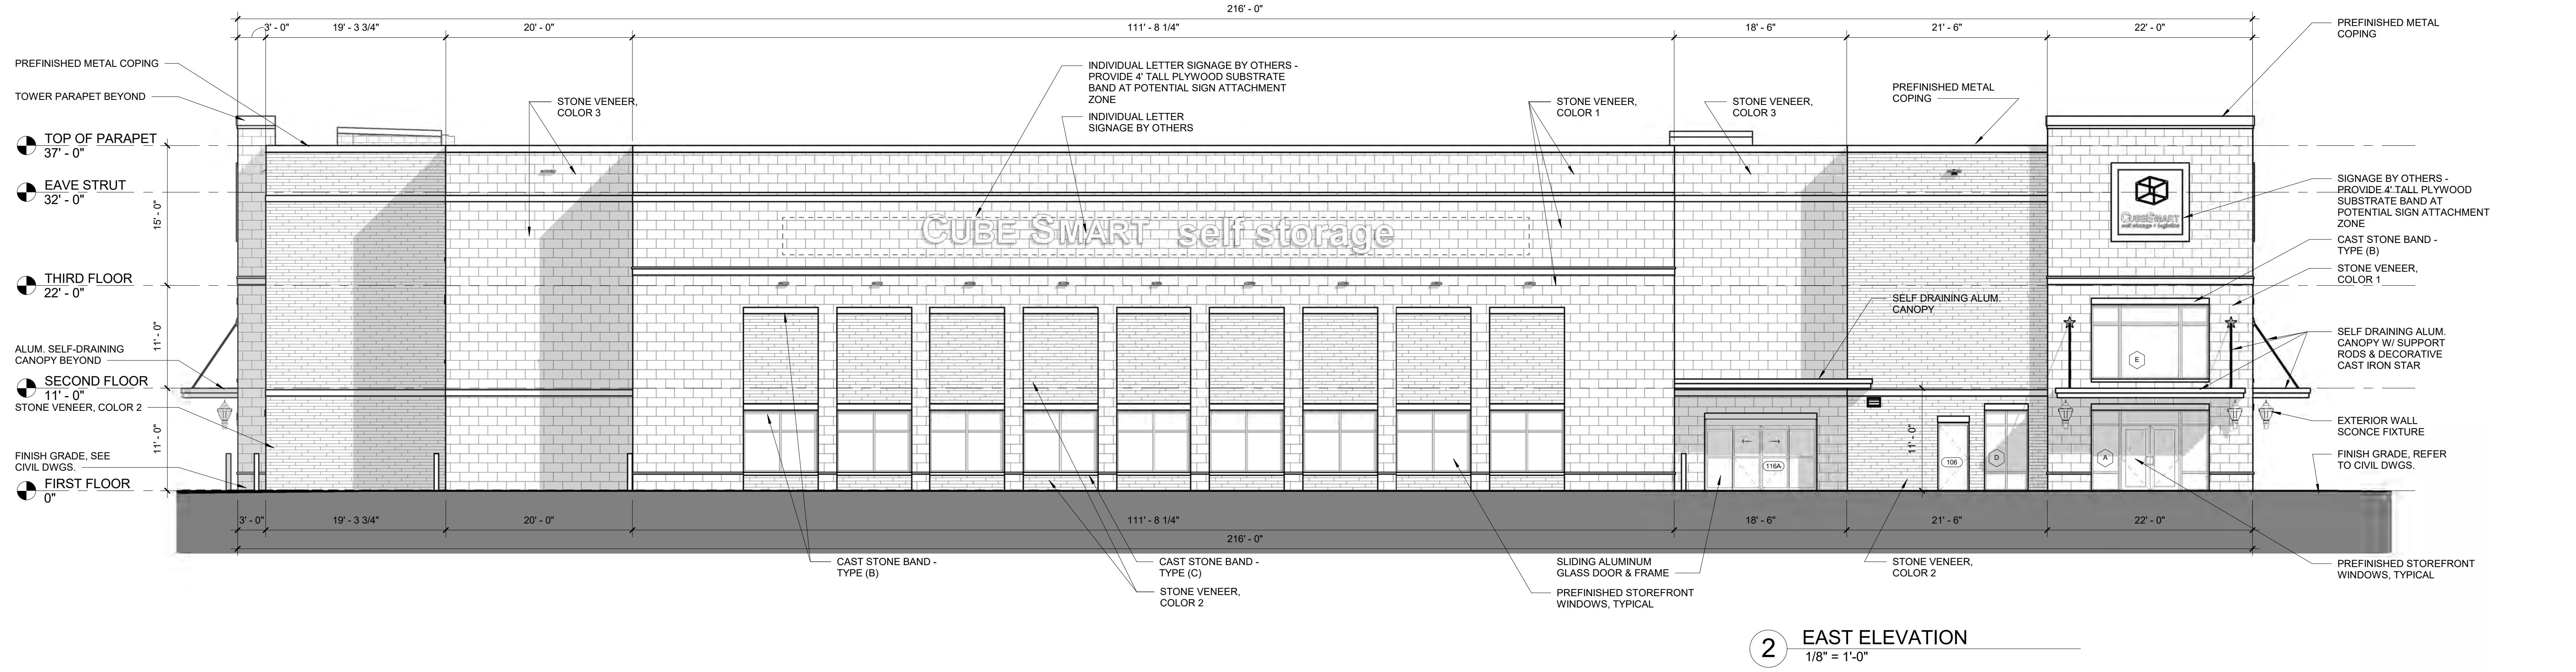 216' - 0"
3' - 0"
19' - 3 3/4"
20' - 0"
111' - 8 1/4"
18' - 6"
21' - 6"
22' - 0"
PREFINISHED METAL
COPING
PREFINISHED METAL COPING
TOWER PARAPET BEYOND
STONE VENEER,
COLOR 3
INDIVIDUAL LETTER SIGNAGE BY OTHERS -
PROVIDE 4' TALL PLYWOOD SUBSTRATE
BAND AT POTENTIAL SIGN ATTACHMENT
ZONE
INDIVIDUAL LETTER
SIGNAGE BY OTHERS
STONE VENEER,
COLOR 1
STONE VENEER,
COLOR 3
PREFINISHED METAL
COPING
TOP OF PARAPET
37' - 0"
EAVE STRUT
32' - 0"
15' - 0"
THIRD FLOOR
22' - 0"
11' - 0"
ALUM. SELF-DRAINING
CANOPY BEYOND
SECOND FLOOR
11' - 0"
STONE VENEER, COLOR 2
11' - 0"
FINISH GRADE, SEE
CIVIL DWGS.
FIRST FLOOR
0"
CUBE SMART self storage
CUBESMART
self storage + logistics
SIGNAGE BY OTHERS -
PROVIDE 4' TALL PLYWOOD
SUBSTRATE BAND AT
POTENTIAL SIGN ATTACHMENT
ZONE
CAST STONE BAND -
TYPE (B)
STONE VENEER,
COLOR 1
SELF DRAINING ALUM.
CANOPY
SELF DRAINING ALUM.
CANOPY W/ SUPPORT
RODS & DECORATIVE
CAST IRON STAR
E
EXTERIOR WALL
SCONCE FIXTURE
11' - 0"
116A
106
D
A
FINISH GRADE, REFER
TO CIVIL DWGS.
3' - 0"
19' - 3 3/4"
20' - 0"
111' - 8 1/4"
18' - 6"
21' - 6"
22' - 0"
216' - 0"
CAST STONE BAND -
TYPE (B)
CAST STONE BAND -
TYPE (C)
STONE VENEER,
COLOR 2
SLIDING ALUMINUM
GLASS DOOR & FRAME
PREFINISHED STOREFRONT
WINDOWS, TYPICAL
STONE VENEER,
COLOR 2
PREFINISHED STOREFRONT
WINDOWS, TYPICAL
2
EAST ELEVATION
1/8" = 1'-0"